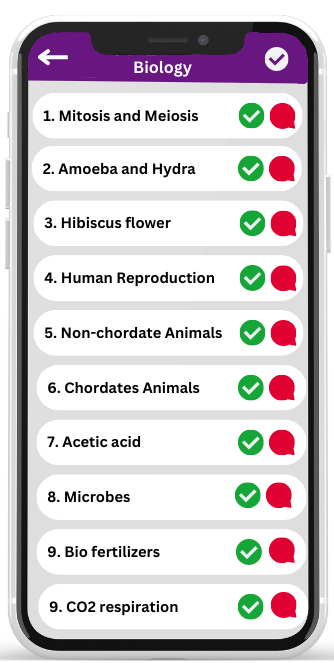 Biology
1. Mitosis and Meiosis
2. Amoeba and Hydra
3. Hibiscus flower
4. Human Reproduction
5. Non-chordate Animals
6. Chordates Animals
7. Acetic acid
8. Microbes
9. Bio fertilizers
9. CO2 respiration